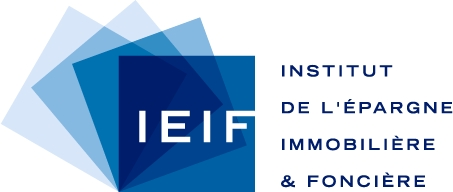 IEIF
INSTITUT
DE L'ÉPARGNE
IMMOBILIÈRE
& FONCIÈRE